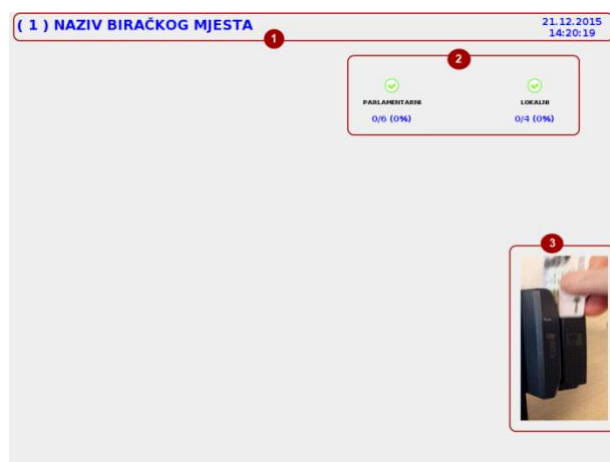 ( 1 ) NAZIV BIRAČKOG MJESTA
21.12.2015
14:20:19
1
2
PARLAMENTARNI
LOKALNI
0/6 (0%)
0/4 (0%)
3